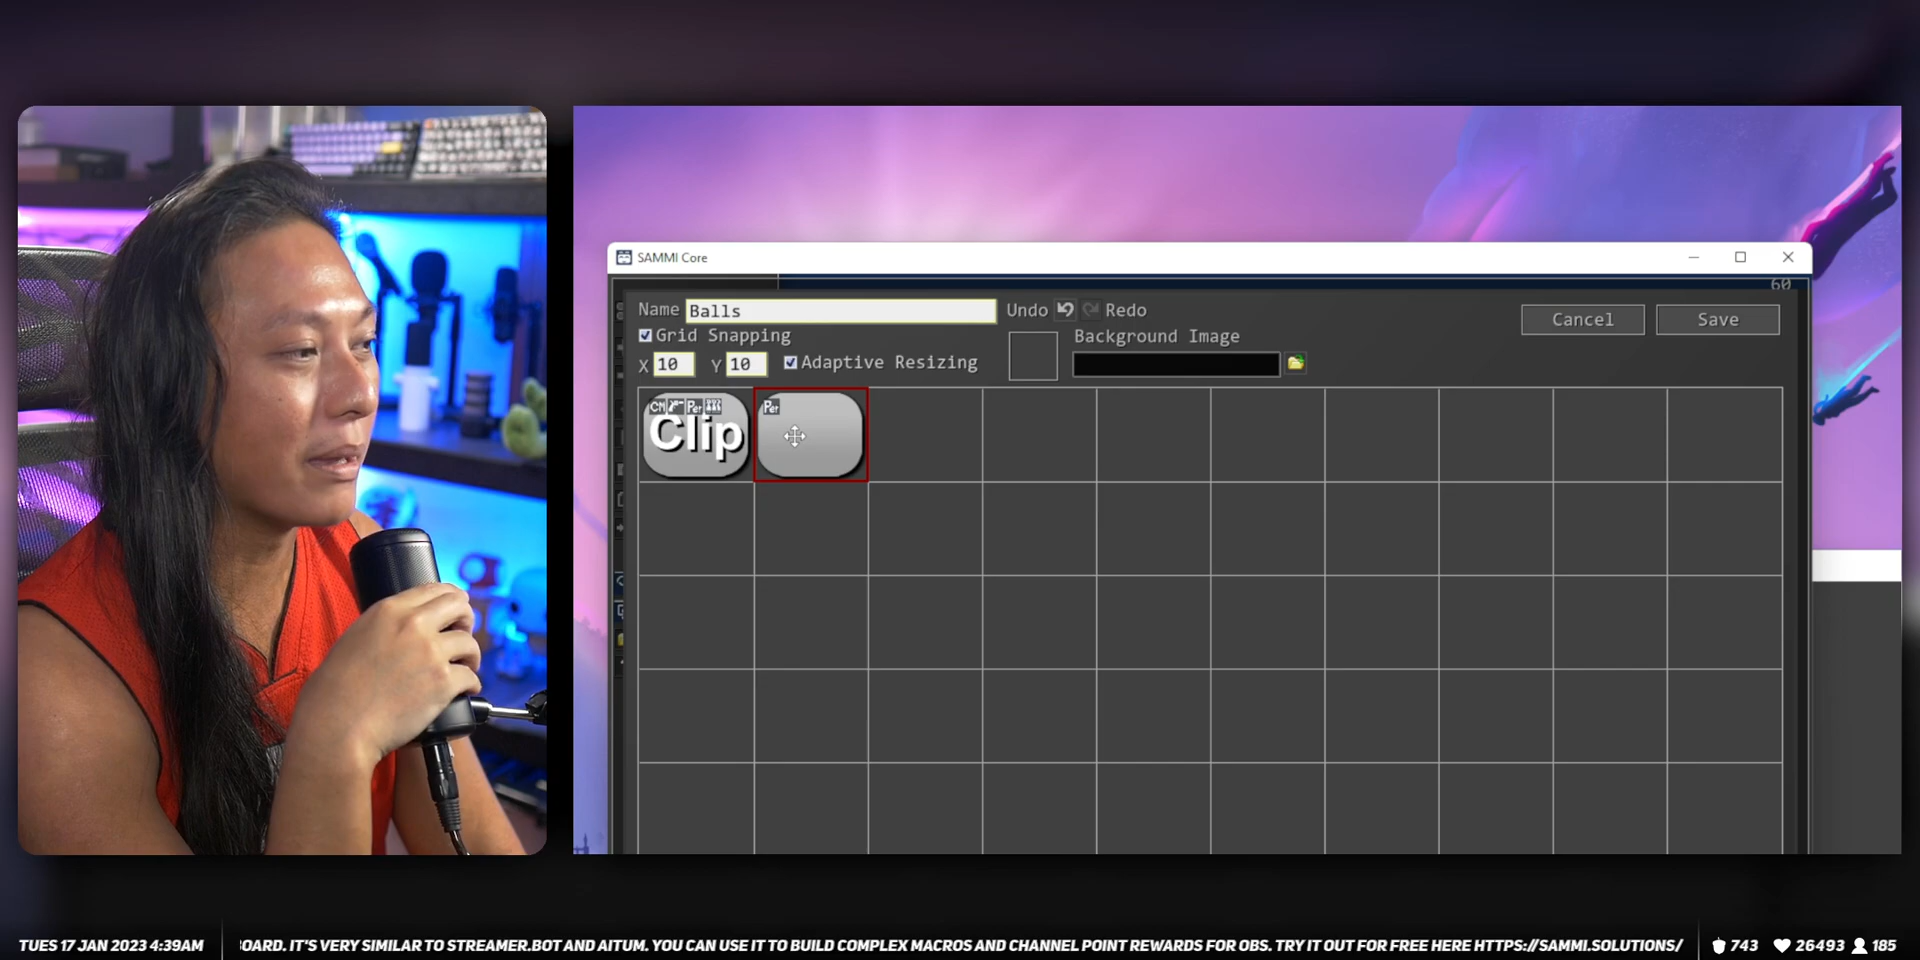 SAMMI Core
60
Name Balls Undo Redo
Cancel Save
Grid Snapping
Background Image
X 10 Y 10 Adaptive Resizing
CM Per
Per
Clip
TUES 17 JAN 2023 4:39AM
OARD. IT'S VERY SIMILAR TO STREAMER.BOT AND AITUM. YOU CAN USE IT TO BUILD COMPLEX MACROS AND CHANNEL POINT REWARDS FOR OBS. TRY IT OUT FOR FREE HERE HTTPS://SAMMI.SOLUTIONS/
743 26493 185